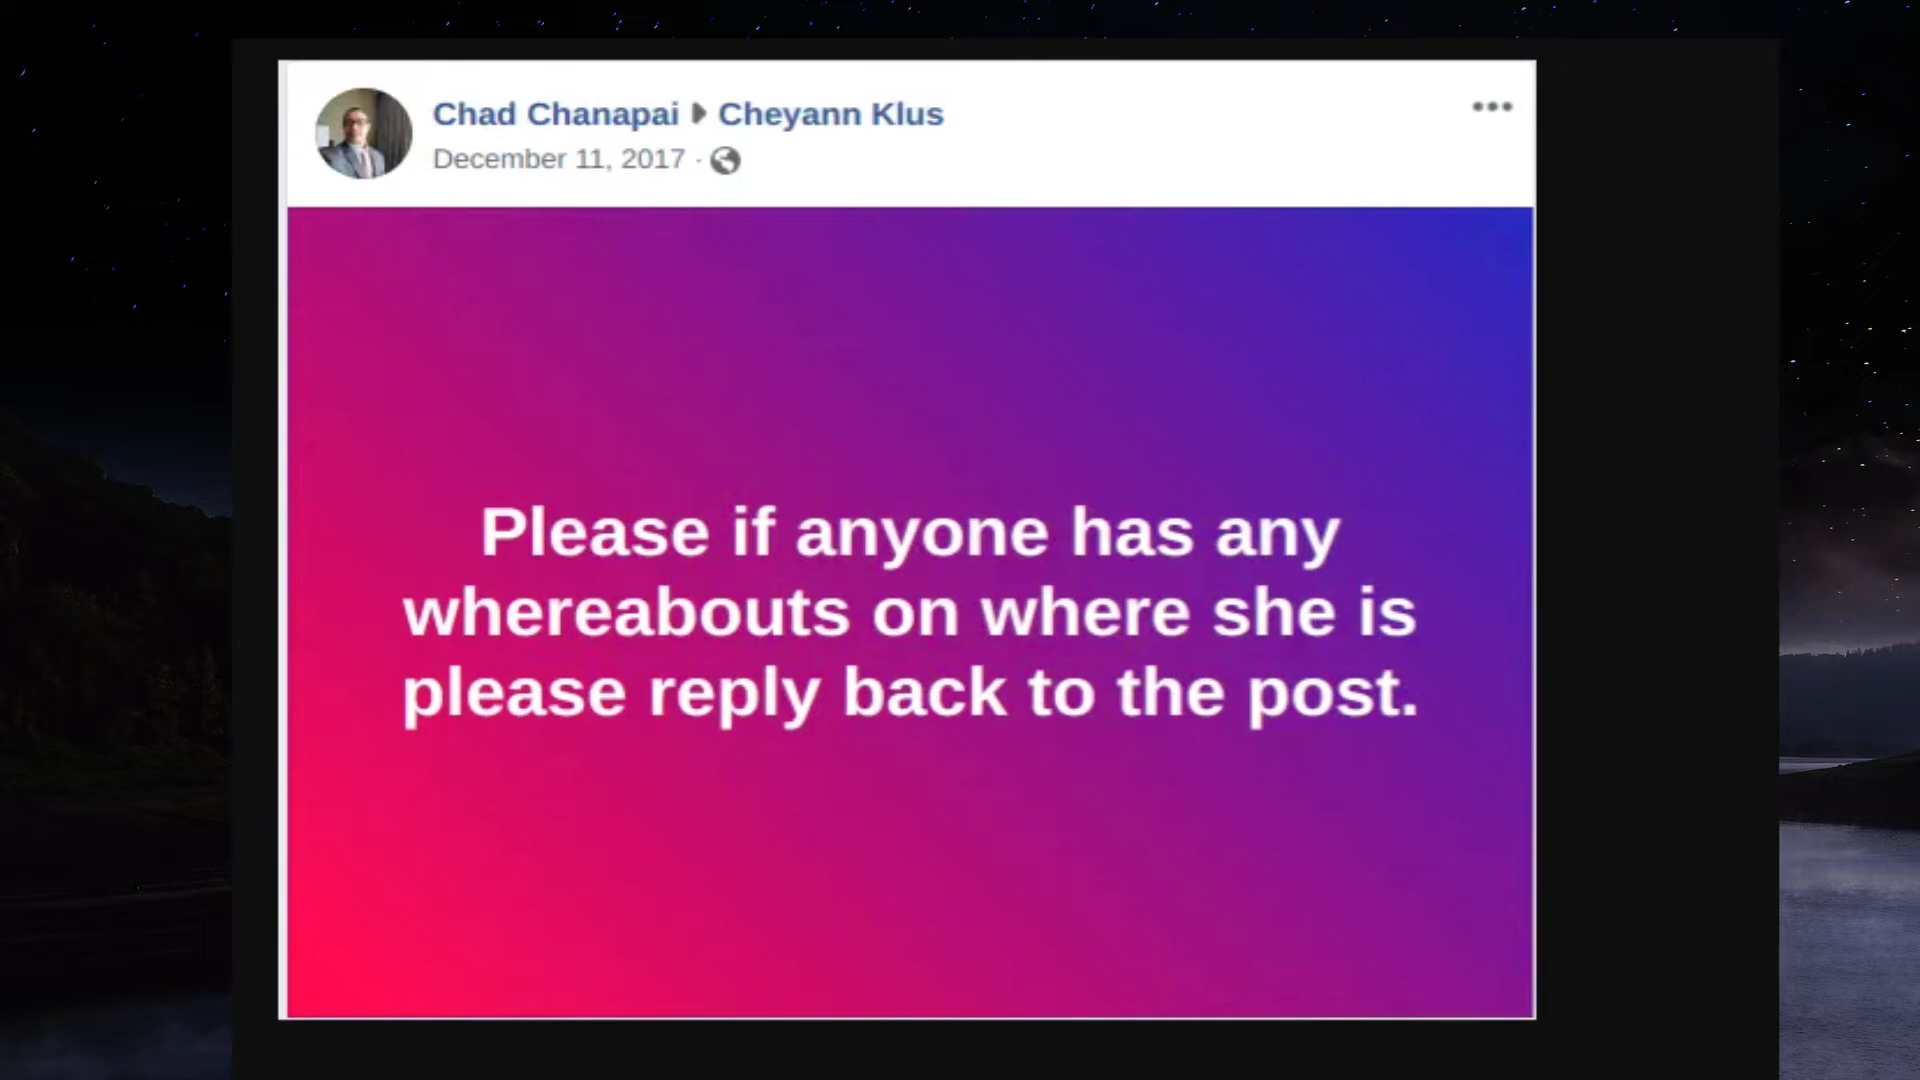 Chad Chanapai Cheyann Klus
December 11, 2017 ·
Please if anyone has any
whereabouts on where she is
please reply back to the post.